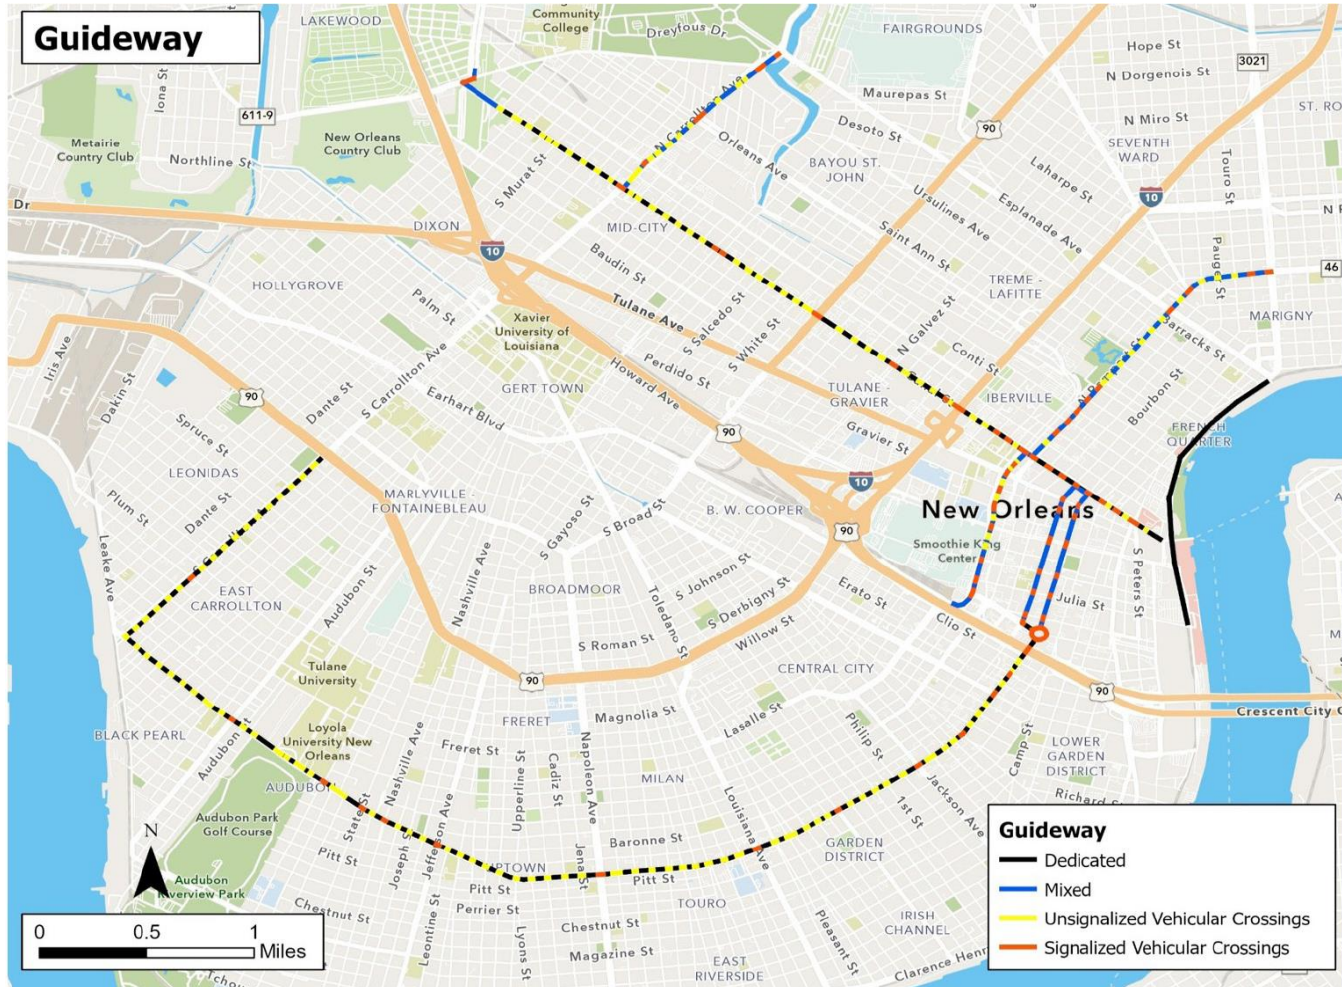 Guideway
LAKEWOOD
Community
College
Dreyfous Dr
FAIRGROUNDS
Hope St
N Dorgenois St
3021
Iona St
611-9
Maurepas St
90
ST. RO
N Miro St
Metairie
Country Club
New Orleans
Country Club
N Carrollton Ave
Desoto St
SEVENTH
WARD
Northline St
S Murat St
Orleans Ave
BAYOU ST.
JOHN
Laharpe St
Touro St
Dr
DIXON
MID-CITY
Ursulines Ave
Esplanade Ave
10
10
Baudin St
Saint Ann St
Pauger St
46
HOLLYGROVE
Palm St
Tulane Ave
TREME -
LAFITTE
Xavier
University of
Louisiana
S Salcedo St
S White St
N Galvez St
MARIGNY
Iris Ave
Dakin St
Perdido St
Conti St
Barracks St
S Carrollton Ave
GERT TOWN
Howard Ave
TULANE -
GRAVIER
IBERVILLE
90
Dante St
Earhart Blvd
Bourbon St
Spruce St
90
Gravier St
FRENCH
QUARTER
LEONIDAS
10
MARLYVILLE -
FONTAINEBLEAU
Plum St
Dante St
S Gayoso St
S Broad St
B. W. COOPER
New Orleans
90
Smoothie King
Center
Leake Ave
Nashville Ave
S Peters St
EAST
CARROLLTON
Audubon St
BROADMOOR
Toledano St
S Johnson St
S Derbigny St
Erato St
Julia St
Clio St
S Roman St
Willow St
Tulane
University
CENTRAL CITY
90
90
Crescent City C
BLACK PEARL
Audubon
Loyola
University New
Orleans
FRERET
Magnolia St
Lasalle St
Philip St
Camp St
Freret St
Nashville Ave
Upperline St
Cadiz St
Napoleon Ave
MILAN
LOWER
GARDEN
DISTRICT
AUDUBO
State St
Joseph St
Jefferson Ave
Louisiana Ave
1st St
Jackson Ave
Richard St
Audubon Park
Golf Course
Baronne St
GARDEN
DISTRICT
N
Pitt St
UPTOWN
Jena St
Pitt St
Pitt St
Audubon
Riverview Park
Perrier St
TOURO
Chestnut St
Leontine St
Lyons St
Chestnut St
Magazine St
Pleasant St
IRISH
CHANNEL
EAST
RIVERSIDE
Clarence Henr
Tchou
0 0.5 1
Miles
Guideway
Dedicated
Mixed
Unsignalized Vehicular Crossings
Signalized Vehicular Crossings